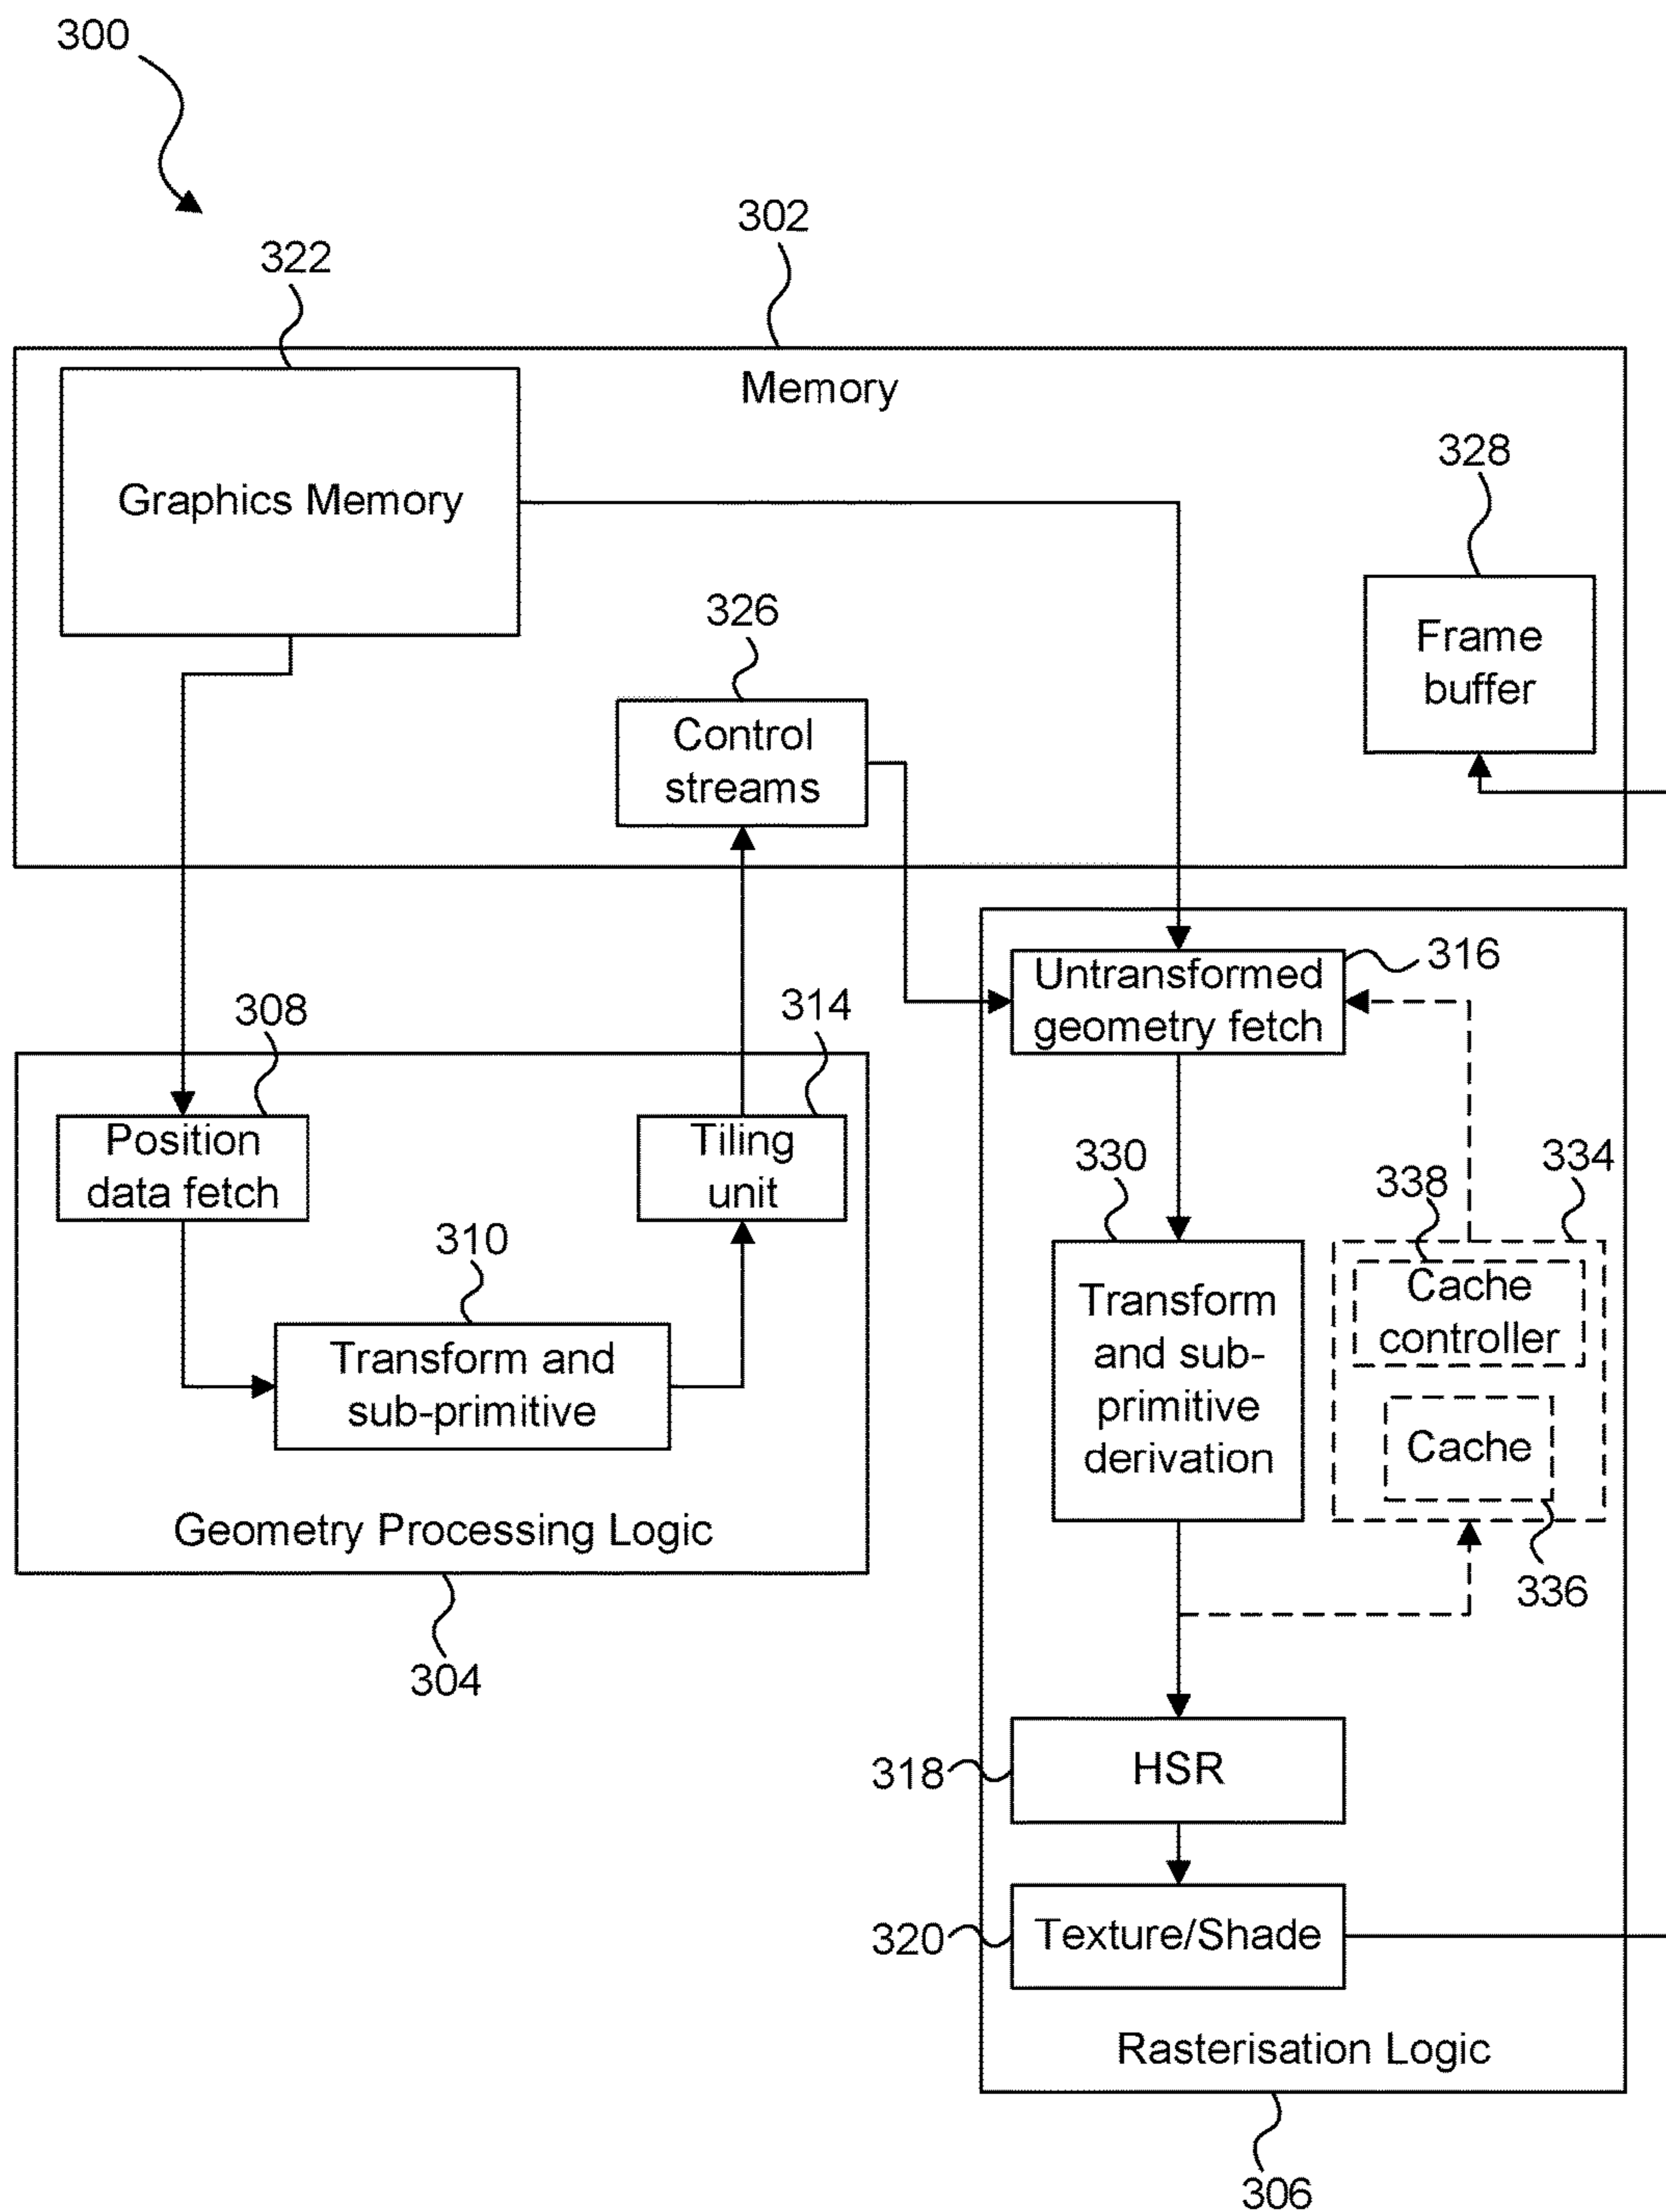 300
302
322
Memory
328
Graphics Memory
326
Frame
buffer
Control
streams
316
Untransformed
geometry fetch
308
314
Position
data fetch
Tiling
unit
330
334
338
310
Cache
controller
Transform
and sub-
primitive
derivation
Transform and
sub-primitive
Cache
Geometry Processing Logic
336
304
318
HSR
320
Texture/Shade
Rasterisation Logic
306